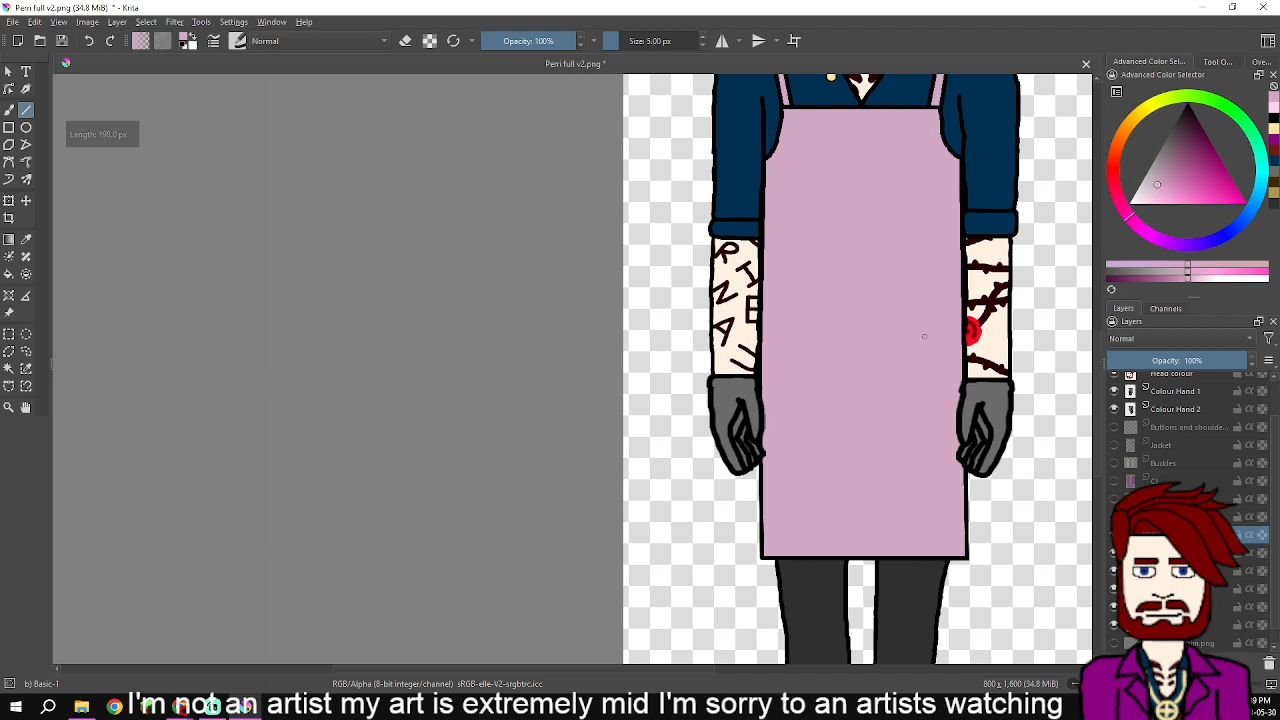 Perri full v2.png (34.8 MiB) * - Krita
File Edit View Image Layer Select Filter Tools Settings Window Help
Normal Opacity: 100% Size: 5.00 px
Perri full v2.png *
Advanced Color Sel... Tool O... Ove...
Advanced Color Selector
Length: 198.0 px
R
I
N
E
A
U
Layers Channels
Layers
Normal
Opacity: 100%
Head colour
Colour Hand 1
Colour Hand 2
Buttons and shoulde...
Jacket
Buckles
b) Basic-1 RGB/Alpha (8-bit integer/channel) sRGB-elle-V2-srgbtrc.icc 800 x 1,600 (34.8 MiB)
I'm not an artist my art is extremely mid I'm sorry to an artists watching